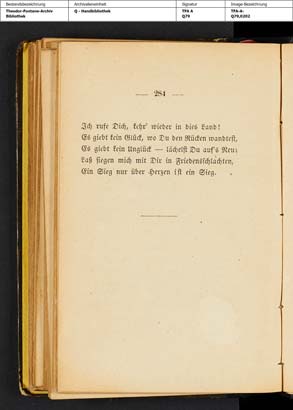 Bestandsbezeichnung Archivalieneinheit Signatur Image-Bezeichnung
Theodor-Fontane-Archiv Q - Handbibliothek TFA A TFA-A-
Bibliothek Q79 Q79,0202
— 284 —
Ich rufe Dich, kehr' wieder in dies Land!
Es giebt kein Glück, wo Du den Rücken wandtest,
Es giebt kein Unglück — lächelst Du auf's Neu;
Laß siegen mich mit Dir in Friedensschlachten,
Ein Sieg nur über Herzen ist ein Sieg.